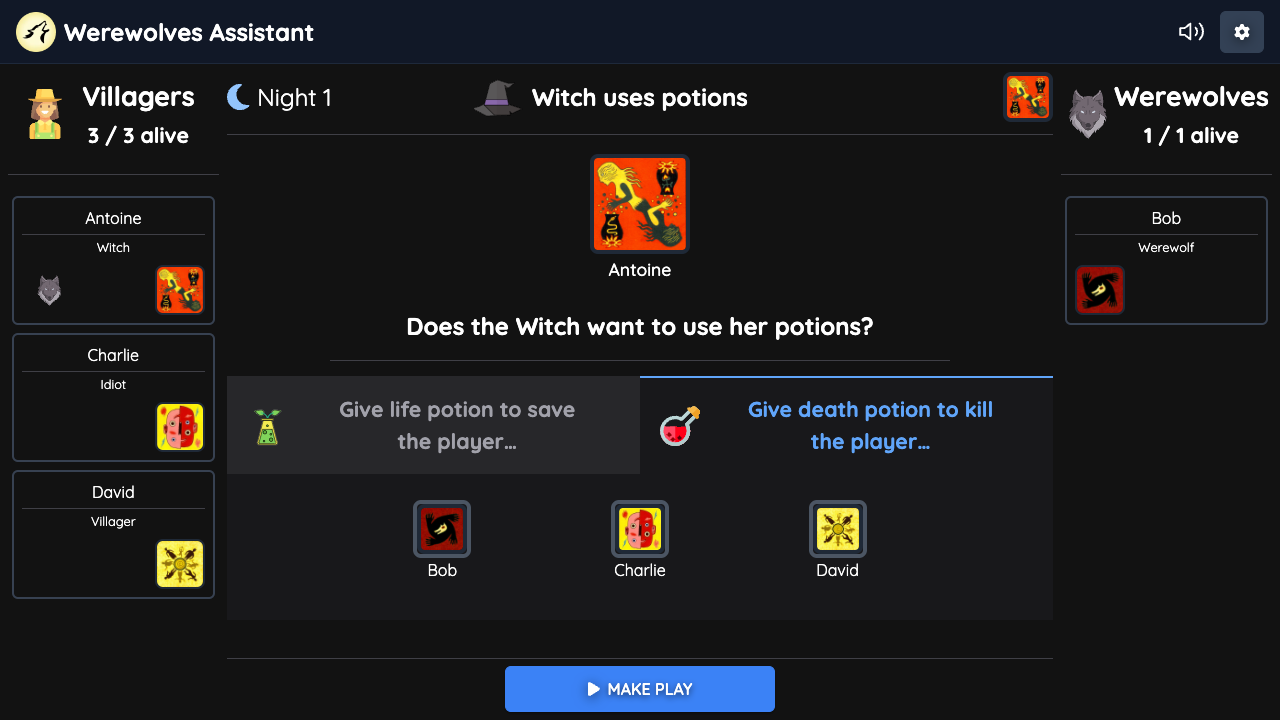 Werewolves Assistant
Villagers
3 / 3 alive
Antoine
Witch
Charlie
Idiot
David
Villager
Night 1
Witch uses potions
Antoine
Does the Witch want to use her potions?
Give life potion to save
the player…
Give death potion to kill
the player…
Bob
Charlie
David
MAKE PLAY
Werewolves
1 / 1 alive
Bob
Werewolf